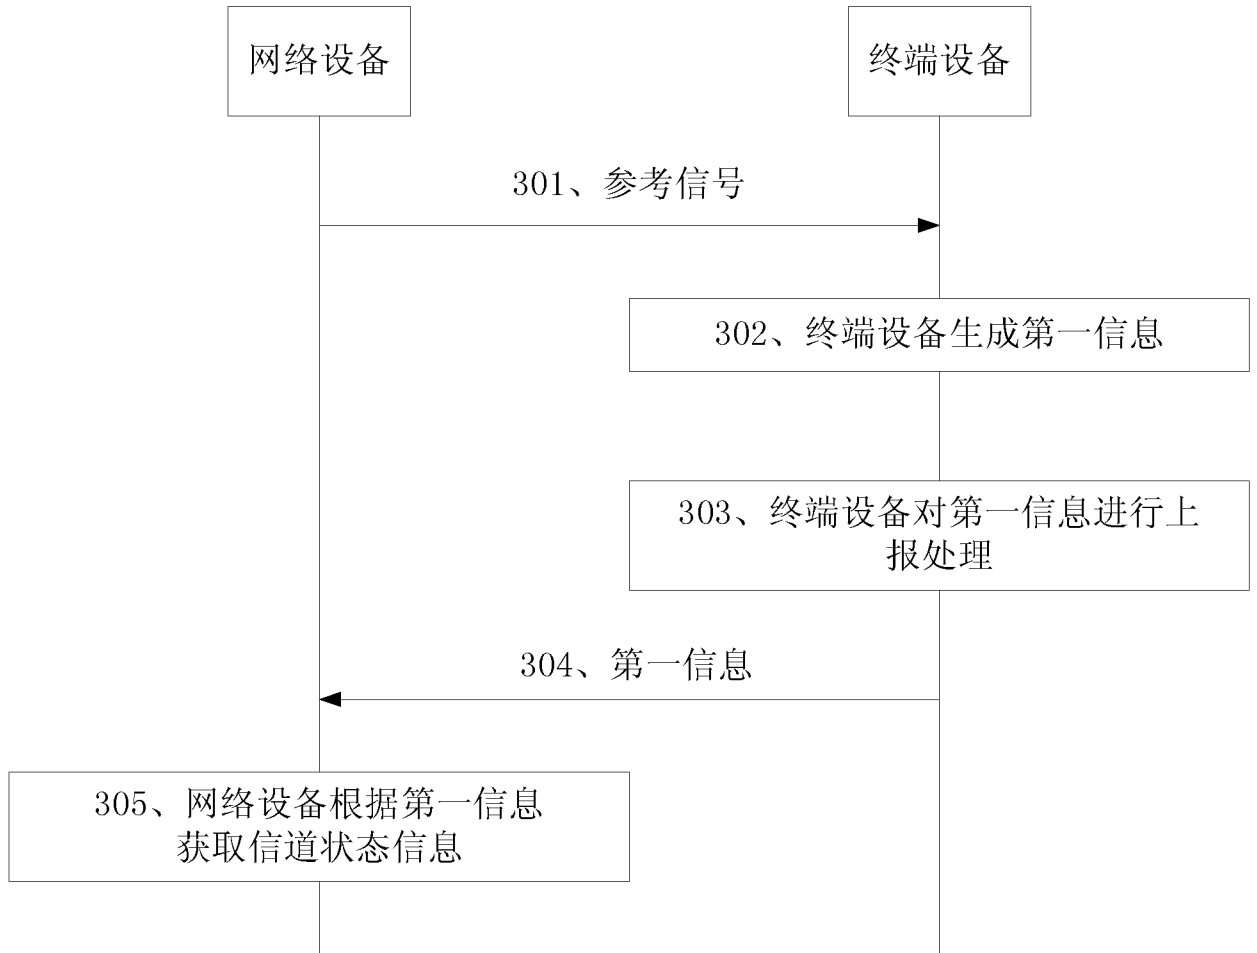 网络设备
终端设备
301、参考信号
302、终端设备生成第一信息
303、终端设备对第一信息进行上
报处理
304、第一信息
305、网络设备根据第一信息
获取信道状态信息